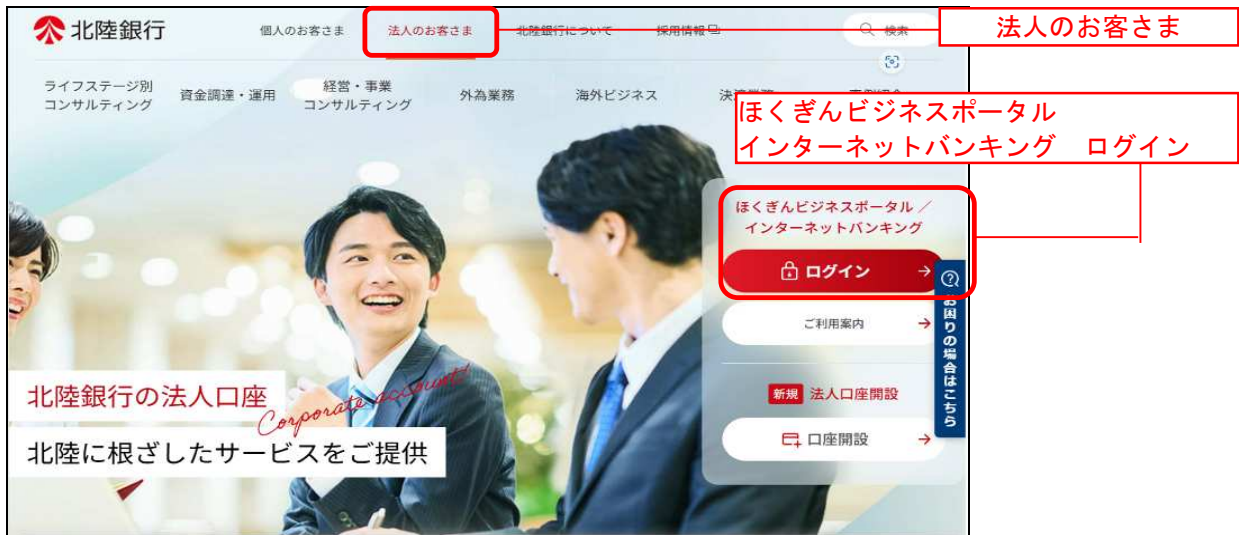 北陸銀行
個人のお客さま
法人のお客さま
北陸銀行について
採用情報
検索
法人のお客さま
ライフステージ別
コンサルティング
資金調達・運用
経営・事業
コンサルティング
外為業務
海外ビジネス
ほくぎんビジネスポータル
インターネットバンキング　ログイン
ほくぎんビジネスポータル／
インターネットバンキング
ログイン
ご利用案内
お困りの場合はこちら
新規 法人口座開設
口座開設
北陸銀行の法人口座
Corporate account
北陸に根ざしたサービスをご提供